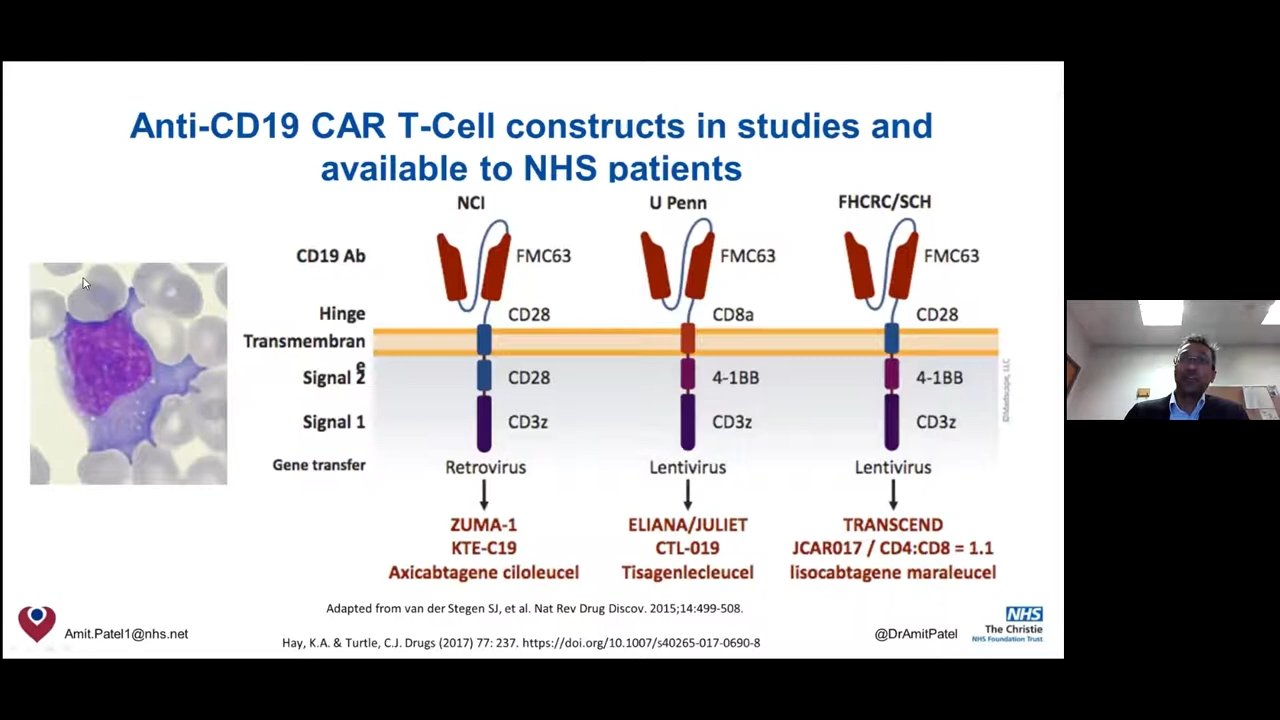 Anti-CD19 CAR T-Cell constructs in studies and
available to NHS patients
NCI U Penn FHCRC/SCH
CD19 Ab FMC63 FMC63 FMC63
Hinge CD28 CD8a CD28
Transmembran
e
Signal 2 CD28 4-1BB 4-1BB
Signal 1 CD3z CD3z CD3z
Gene transfer Retrovirus Lentivirus Lentivirus
ZUMA-1 ELIANA/JULIET TRANSCEND
KTE-C19 CTL-019 JCAR017 / CD4:CD8 = 1.1
Axicabtagene ciloleucel Tisagenlecleucel lisocabtagene maraleucel
©Medscape, LLC
Adapted from van der Stegen SJ, et al. Nat Rev Drug Discov. 2015;14:499-508.
Hay, K.A. & Turtle, C.J. Drugs (2017) 77: 237. https://doi.org/10.1007/s40265-017-0690-8
Amit.Patel1@nhs.net
@DrAmitPatel
NHS
The Christie
NHS Foundation Trust